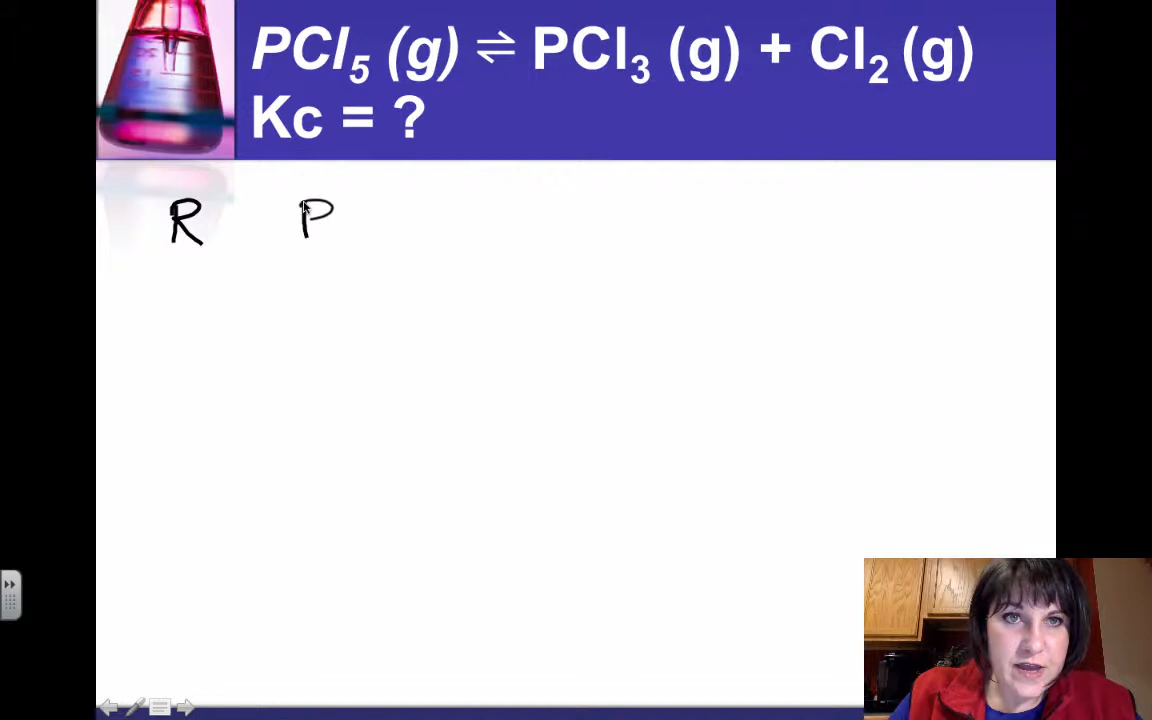 PCl₅ (g) ⇌ PCl₃ (g) + Cl₂ (g)
Kc = ?
R P